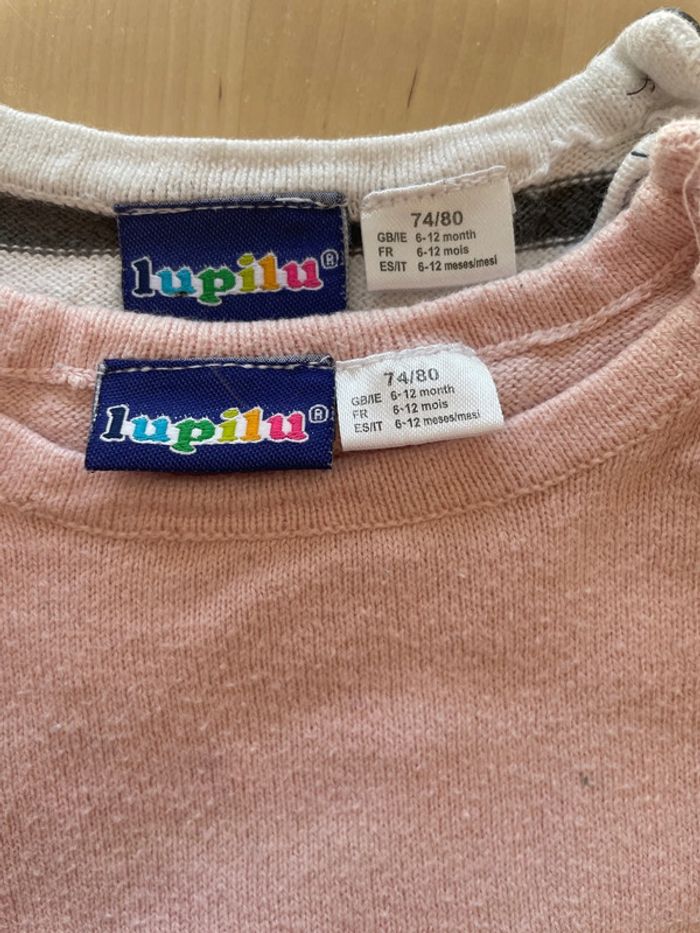 lupilu®
74/80
GB/IE 6-12 month
FR 6-12 mois
ES/IT 6-12 meses/mesi
lupilu®
74/80
GB/IE 6-12 month
FR 6-12 mois
ES/IT 6-12 meses/mesi